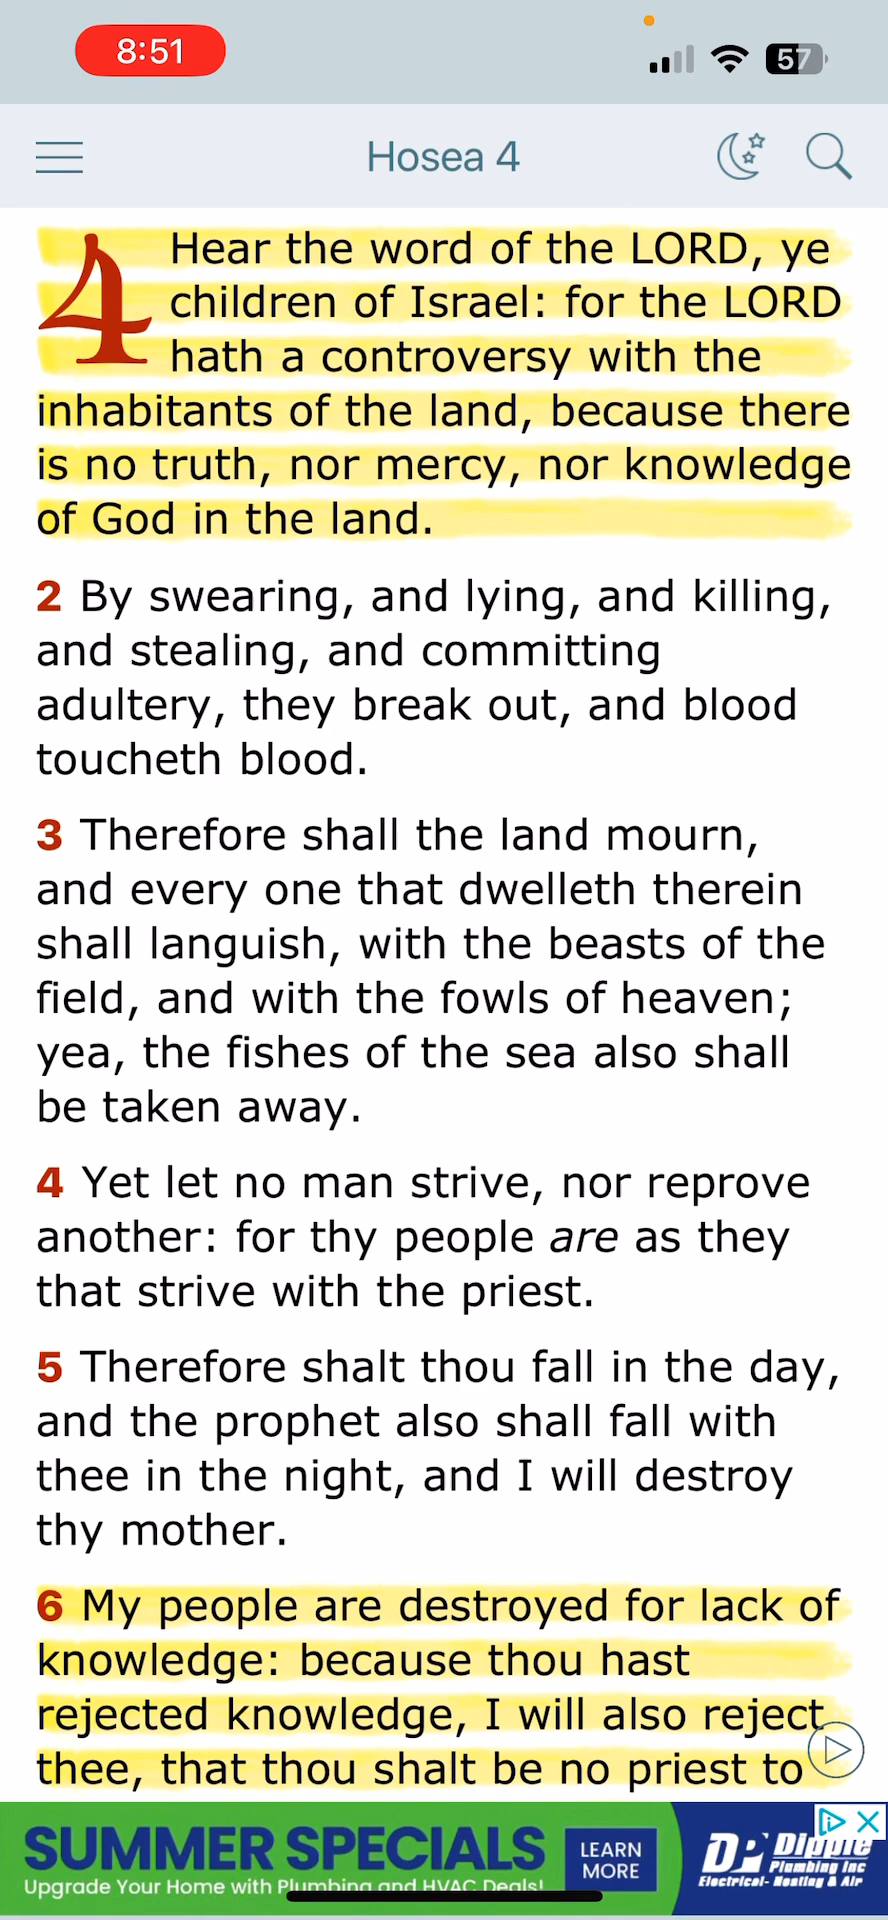 8:51
57
Hosea 4
4 Hear the word of the LORD, ye
children of Israel: for the LORD
hath a controversy with the
inhabitants of the land, because there
is no truth, nor mercy, nor knowledge
of God in the land.
2 By swearing, and lying, and killing,
and stealing, and committing
adultery, they break out, and blood
toucheth blood.
3 Therefore shall the land mourn,
and every one that dwelleth therein
shall languish, with the beasts of the
field, and with the fowls of heaven;
yea, the fishes of the sea also shall
be taken away.
4 Yet let no man strive, nor reprove
another: for thy people are as they
that strive with the priest.
5 Therefore shalt thou fall in the day,
and the prophet also shall fall with
thee in the night, and I will destroy
thy mother.
6 My people are destroyed for lack of
knowledge: because thou hast
rejected knowledge, I will also reject
thee, that thou shalt be no priest to
SUMMER SPECIALS
Upgrade Your Home with Plumbing and HVAC Deals!
LEARN
MORE
Dipple
Plumbing Inc
Electrical- Heating & Air